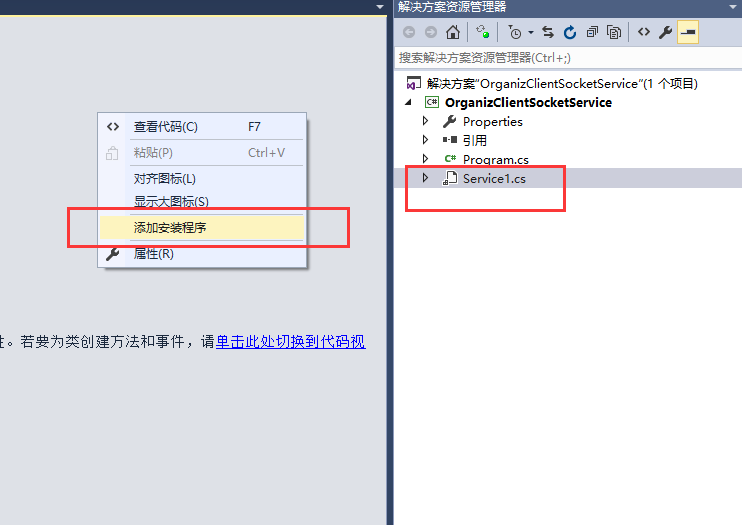 解决方案资源管理器
搜索解决方案资源管理器(Ctrl+;)
解决方案"OrganizClientSocketService"(1 个项目)
C# OrganizClientSocketService
Properties
引用
C# Program.cs
Service1.cs
查看代码(C) F7
粘贴(P) Ctrl+V
对齐图标(L)
显示大图标(S)
添加安装程序
属性(R)
。若要为类创建方法和事件，请单击此处切换到代码视